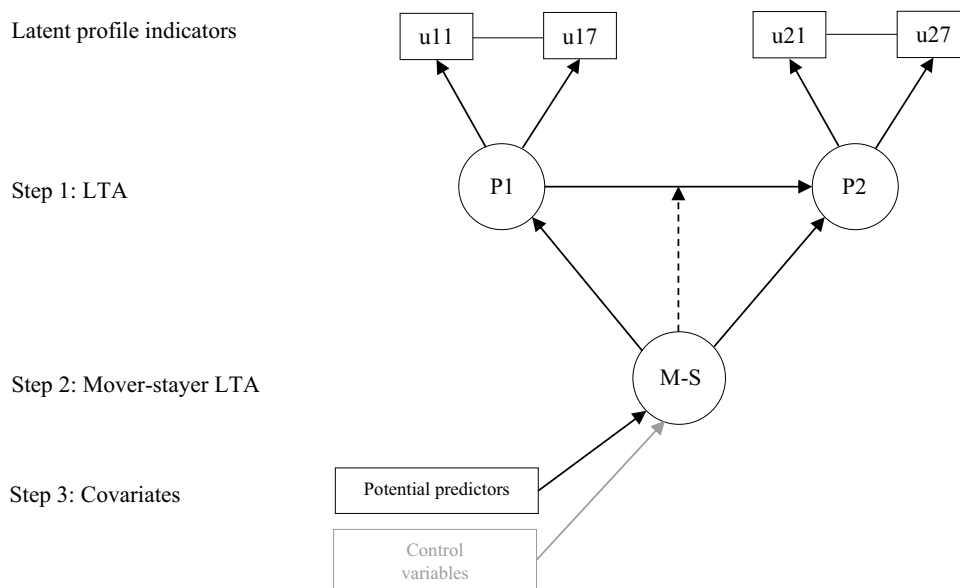 Latent profile indicators
u11
u17
u21
u27
Step 1: LTA
P1
P2
Step 2: Mover-stayer LTA
M-S
Step 3: Covariates
Potential predictors
Control
variables